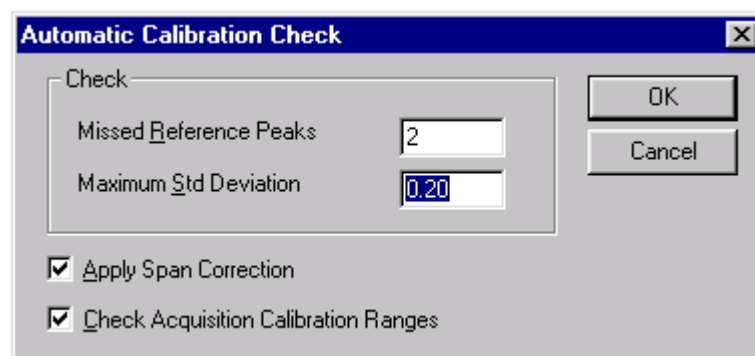 Automatic Calibration Check
Check
Missed Reference Peaks 2
Maximum Std Deviation 0.20
Apply Span Correction
Check Acquisition Calibration Ranges
OK
Cancel